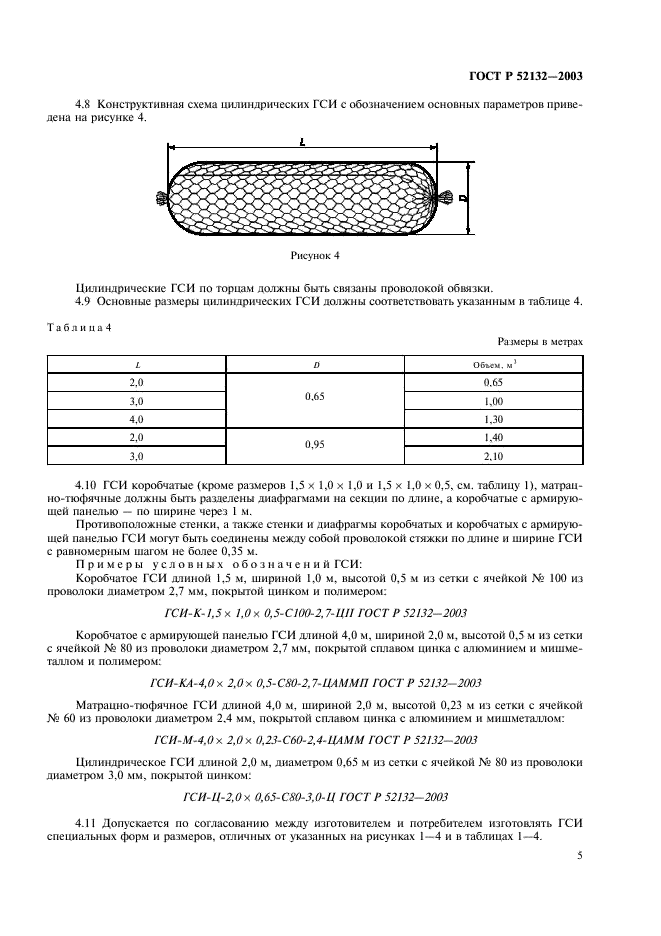 ГОСТ Р 52132—2003
4.8 Конструктивная схема цилиндрических ГСИ с обозначением основных параметров приве-
дена на рисунке 4.
L
D
Рисунок 4
Цилиндрические ГСИ по торцам должны быть связаны проволокой обвязки.
4.9 Основные размеры цилиндрических ГСИ должны соответствовать указанным в таблице 4.
Таблица 4
Размеры в метрах
L D Объем, м³
2,0 0,65 0,65
3,0 1,00
4,0 1,30
2,0 0,95 1,40
3,0 2,10
4.10 ГСИ коробчатые (кроме размеров 1,5 × 1,0 × 1,0 и 1,5 × 1,0 × 0,5, см. таблицу 1), матрац-
но-тюфячные должны быть разделены диафрагмами на секции по длине, а коробчатые с армирую-
щей панелью — по ширине через 1 м.
Противоположные стенки, а также стенки и диафрагмы коробчатых и коробчатых с армирую-
щей панелью ГСИ могут быть соединены между собой проволокой стяжки по длине и ширине ГСИ
с равномерным шагом не более 0,35 м.
Примеры условных обозначений ГСИ:
Коробчатое ГСИ длиной 1,5 м, шириной 1,0 м, высотой 0,5 м из сетки с ячейкой № 100 из
проволоки диаметром 2,7 мм, покрытой цинком и полимером:
ГСИ-К-1,5 × 1,0 × 0,5-С100-2,7-ЦП ГОСТ Р 52132—2003
Коробчатое с армирующей панелью ГСИ длиной 4,0 м, шириной 2,0 м, высотой 0,5 м из сетки
с ячейкой № 80 из проволоки диаметром 2,7 мм, покрытой сплавом цинка с алюминием и мишме-
таллом и полимером:
ГСИ-КА-4,0 × 2,0 × 0,5-С80-2,7-ЦАММП ГОСТ Р 52132—2003
Матрацно-тюфячное ГСИ длиной 4,0 м, шириной 2,0 м, высотой 0,23 м из сетки с ячейкой
№ 60 из проволоки диаметром 2,4 мм, покрытой сплавом цинка с алюминием и мишметаллом:
ГСИ-М-4,0 × 2,0 × 0,23-С60-2,4-ЦАММ ГОСТ Р 52132—2003
Цилиндрическое ГСИ длиной 2,0 м, диаметром 0,65 м из сетки с ячейкой № 80 из проволоки
диаметром 3,0 мм, покрытой цинком:
ГСИ-Ц-2,0 × 0,65-С80-3,0-Ц ГОСТ Р 52132—2003
4.11 Допускается по согласованию между изготовителем и потребителем изготовлять ГСИ
специальных форм и размеров, отличных от указанных на рисунках 1—4 и в таблицах 1—4.
5